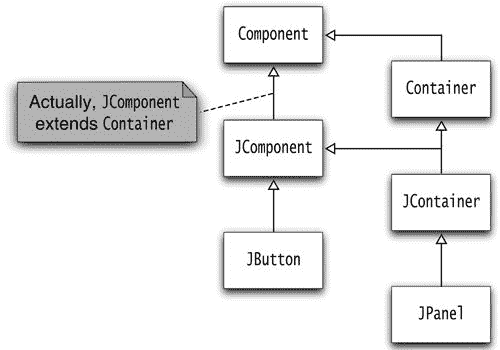 Component
Container
Actually, JComponent
extends Container
JComponent
JContainer
JButton
JPanel